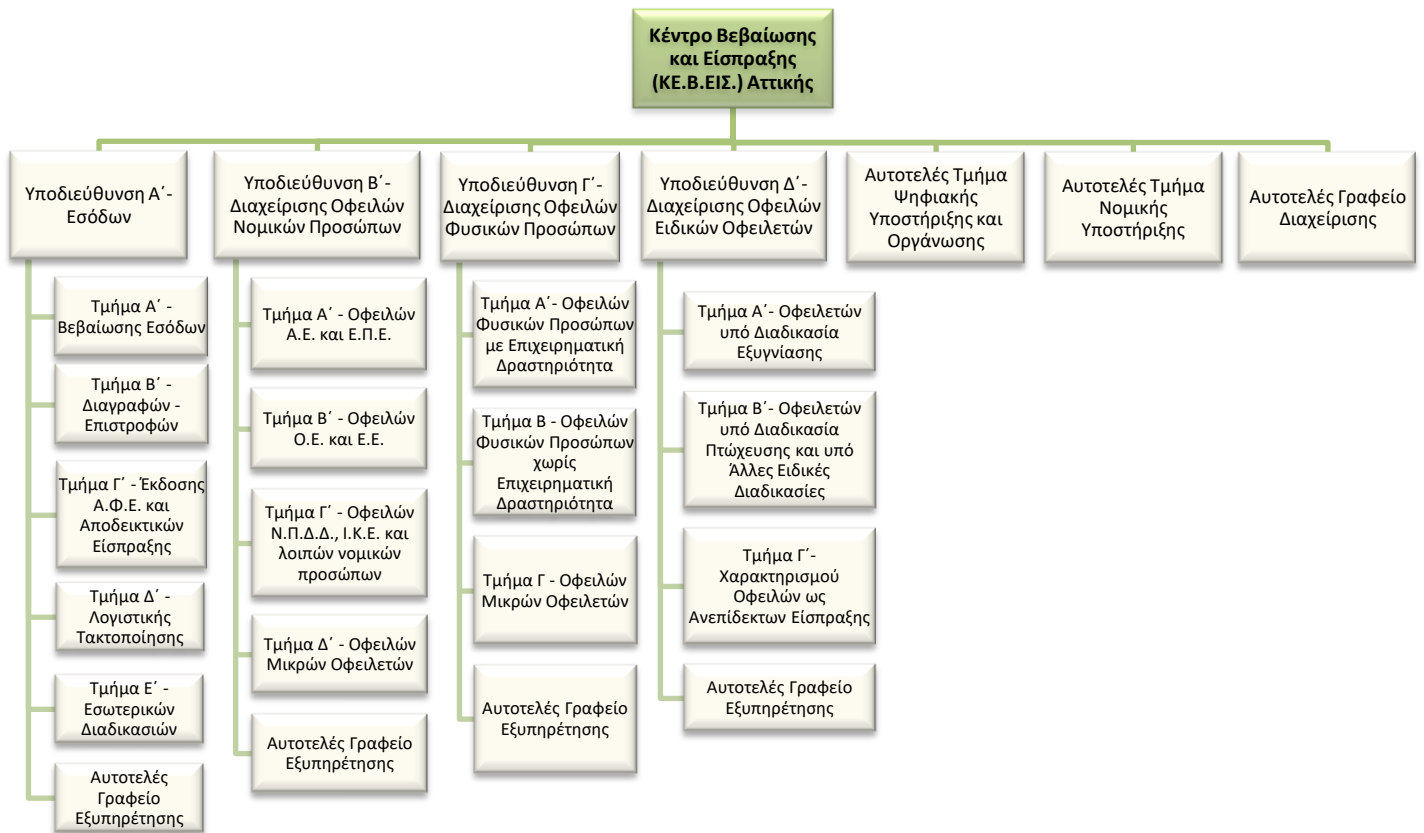 Κέντρο Βεβαίωσης
και Είσπραξης
(ΚΕ.Β.ΕΙΣ.) Αττικής
Υποδιεύθυνση Α΄-
Εσόδων
Τμήμα Α΄ -
Βεβαίωσης Εσόδων
Τμήμα Β΄ -
Διαγραφών -
Επιστροφών
Τμήμα Γ΄ - Έκδοσης
Α.Φ.Ε. και
Αποδεικτικών
Είσπραξης
Τμήμα Δ΄ -
Λογιστικής
Τακτοποίησης
Τμήμα Ε΄ -
Εσωτερικών
Διαδικασιών
Αυτοτελές
Γραφείο
Εξυπηρέτησης
Υποδιεύθυνση Β΄-
Διαχείρισης Οφειλών
Νομικών Προσώπων
Τμήμα Α΄ - Οφειλών
Α.Ε. και Ε.Π.Ε.
Τμήμα Β΄ - Οφειλών
Ο.Ε. και Ε.Ε.
Τμήμα Γ΄ - Οφειλών
Ν.Π.Δ.Δ., Ι.Κ.Ε. και
λοιπών νομικών
προσώπων
Τμήμα Δ΄ - Οφειλών
Μικρών Οφειλετών
Αυτοτελές Γραφείο
Εξυπηρέτησης
Υποδιεύθυνση Γ΄-
Διαχείρισης Οφειλών
Φυσικών Προσώπων
Τμήμα Α΄- Οφειλών
Φυσικών Προσώπων
με Επιχειρηματική
Δραστηριότητα
Τμήμα Β - Οφειλών
Φυσικών Προσώπων
χωρίς
Επιχειρηματική
Δραστηριότητα
Τμήμα Γ - Οφειλών
Μικρών Οφειλετών
Αυτοτελές Γραφείο
Εξυπηρέτησης
Υποδιεύθυνση Δ΄-
Διαχείρισης Οφειλών
Ειδικών Οφειλετών
Τμήμα Α΄- Οφειλετών
υπό Διαδικασία
Εξυγνίασης
Τμήμα Β΄- Οφειλετών
υπό Διαδικασία
Πτώχευσης και υπό
Άλλες Ειδικές
Διαδικασίες
Τμήμα Γ΄-
Χαρακτηρισμού
Οφειλών ως
Ανεπίδεκτων Είσπραξης
Αυτοτελές Γραφείο
Εξυπηρέτησης
Αυτοτελές Τμήμα
Ψηφιακής
Υποστήριξης και
Οργάνωσης
Αυτοτελές Τμήμα
Νομικής
Υποστήριξης
Αυτοτελές Γραφείο
Διαχείρισης